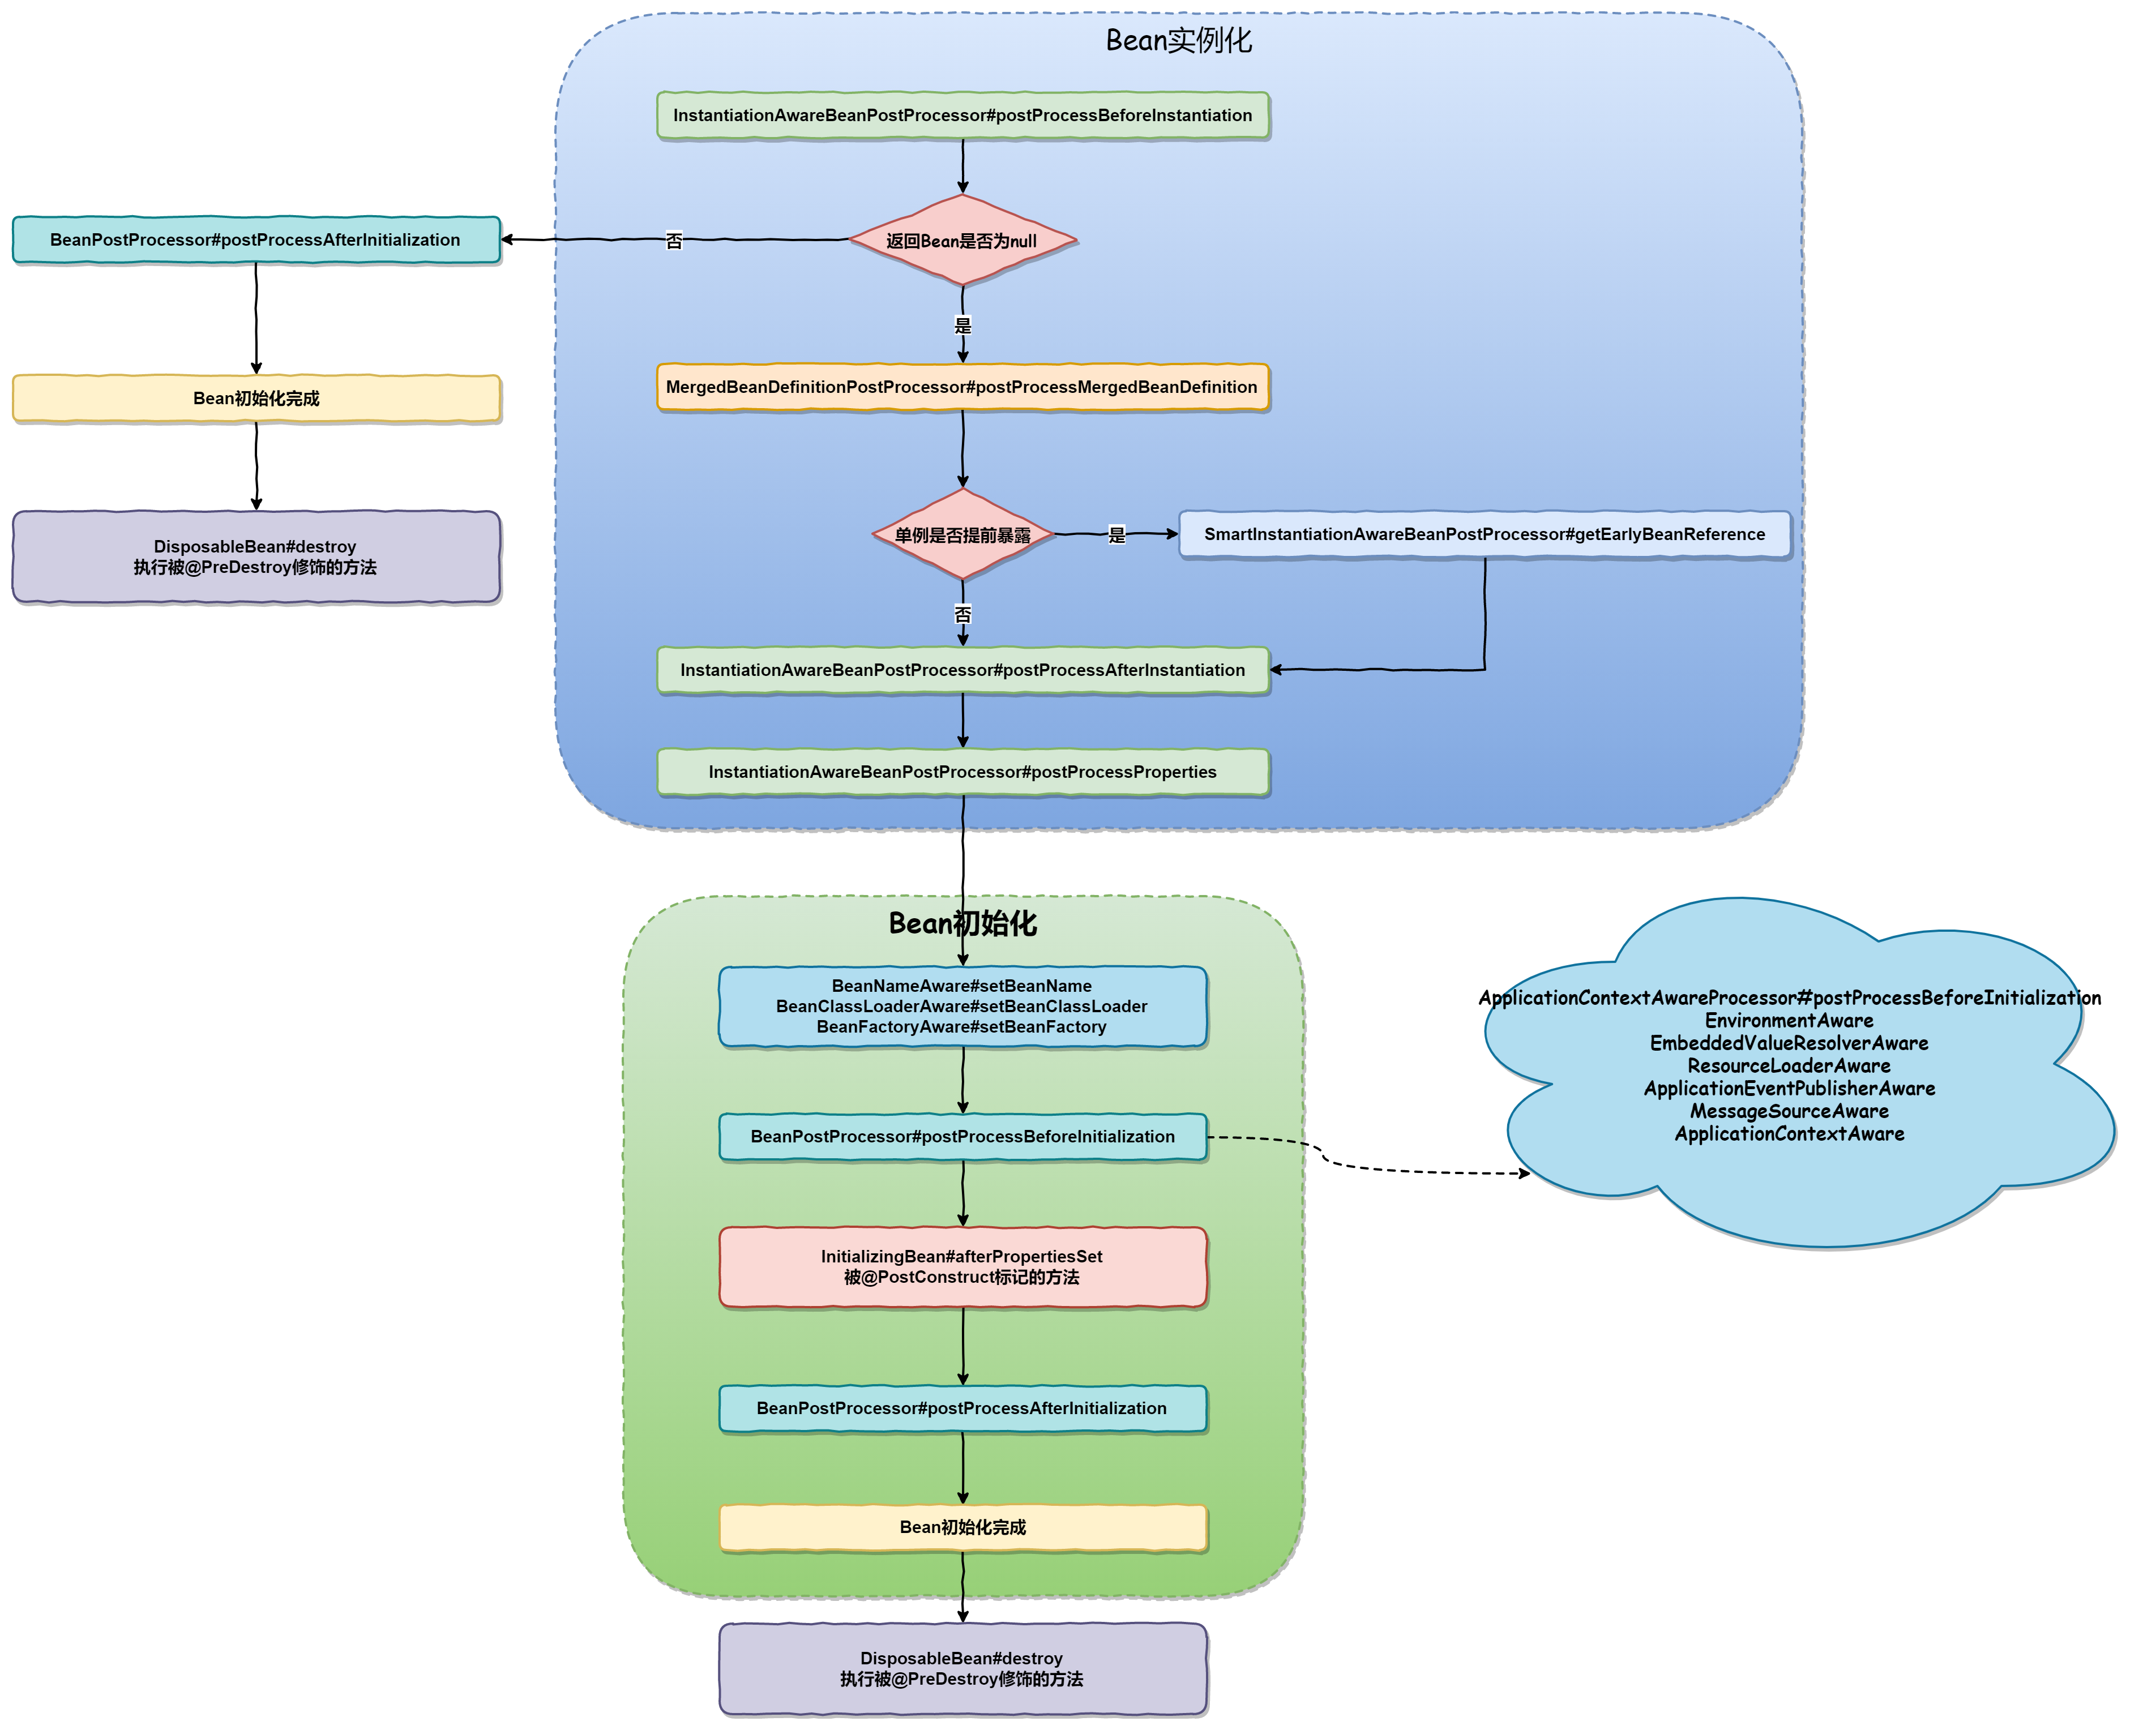 Bean实例化
InstantiationAwareBeanPostProcessor#postProcessBeforeInstantiation
返回Bean是否为null
否
BeanPostProcessor#postProcessAfterInitialization
Bean初始化完成
DisposableBean#destroy
执行被@PreDestroy修饰的方法
是
MergedBeanDefinitionPostProcessor#postProcessMergedBeanDefinition
单例是否提前暴露
是
SmartInstantiationAwareBeanPostProcessor#getEarlyBeanReference
否
InstantiationAwareBeanPostProcessor#postProcessAfterInstantiation
InstantiationAwareBeanPostProcessor#postProcessProperties
Bean初始化
BeanNameAware#setBeanName
BeanClassLoaderAware#setBeanClassLoader
BeanFactoryAware#setBeanFactory
BeanPostProcessor#postProcessBeforeInitialization
ApplicationContextAwareProcessor#postProcessBeforeInitialization
EnvironmentAware
EmbeddedValueResolverAware
ResourceLoaderAware
ApplicationEventPublisherAware
MessageSourceAware
ApplicationContextAware
InitializingBean#afterPropertiesSet
被@PostConstruct标记的方法
BeanPostProcessor#postProcessAfterInitialization
Bean初始化完成
DisposableBean#destroy
执行被@PreDestroy修饰的方法